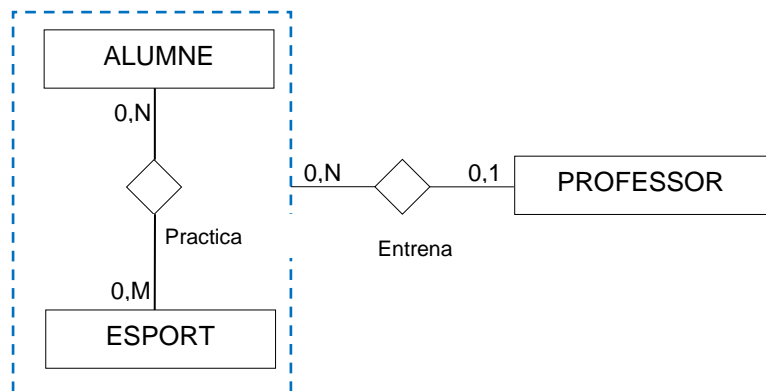 ALUMNE
0,N
0,N
0,1
PROFESSOR
Practica
Entrena
0,M
ESPORT